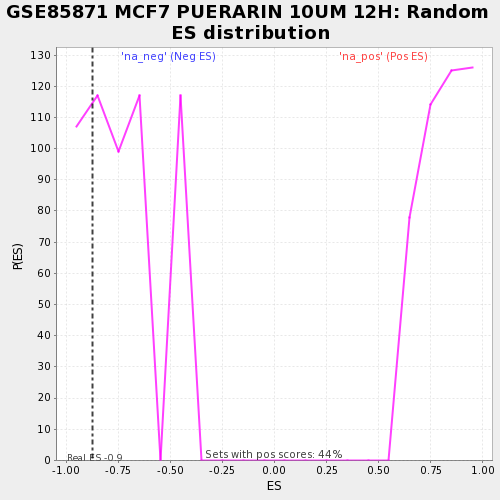 GSE85871 MCF7 PUERARIN 10UM 12H: Random
ES distribution
'na_neg' (Neg ES)
'na_pos' (Pos ES)
P(ES)
130
120
110
100
90
80
70
60
50
40
30
20
10
0
Real ES -0.9
Sets with pos scores: 44%
-1.00 -0.75 -0.50 -0.25 0.00 0.25 0.50 0.75 1.00
ES